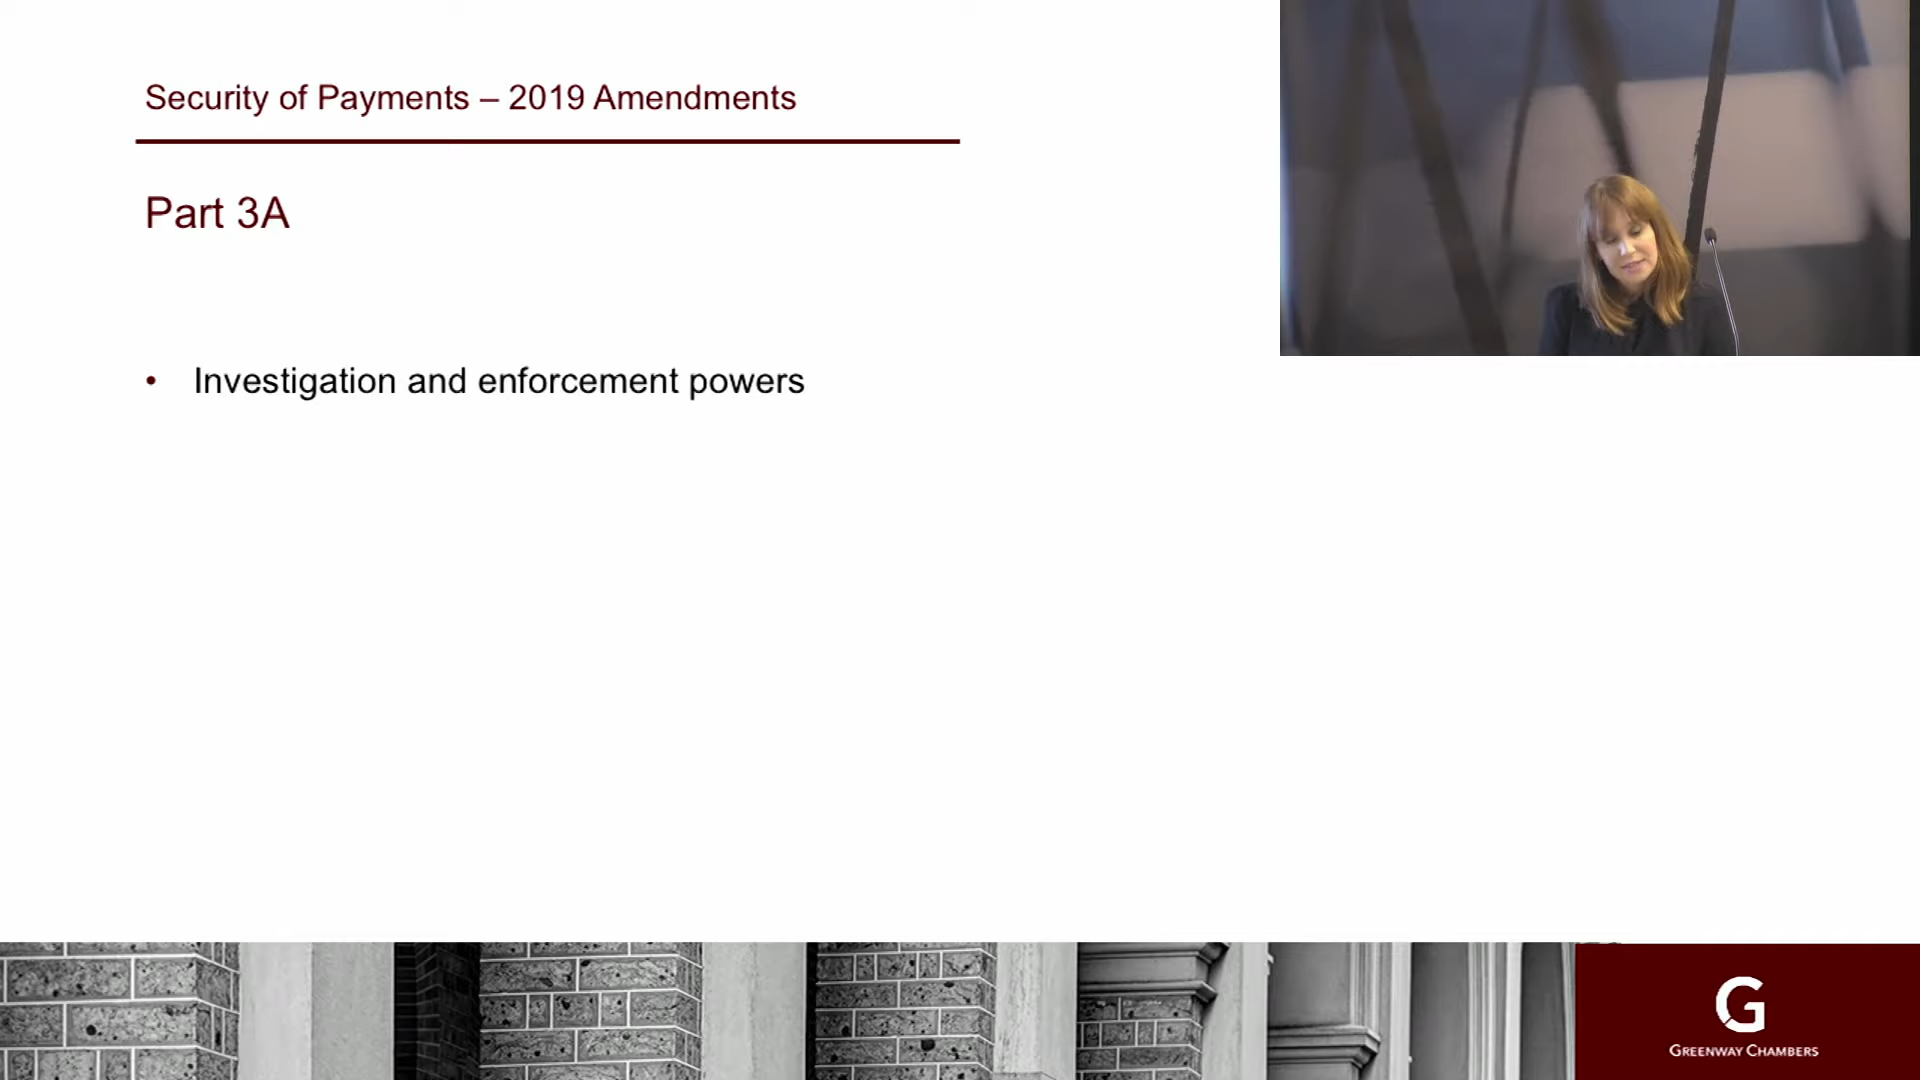 Security of Payments – 2019 Amendments
Part 3A
• Investigation and enforcement powers
G
GREENWAY CHAMBERS